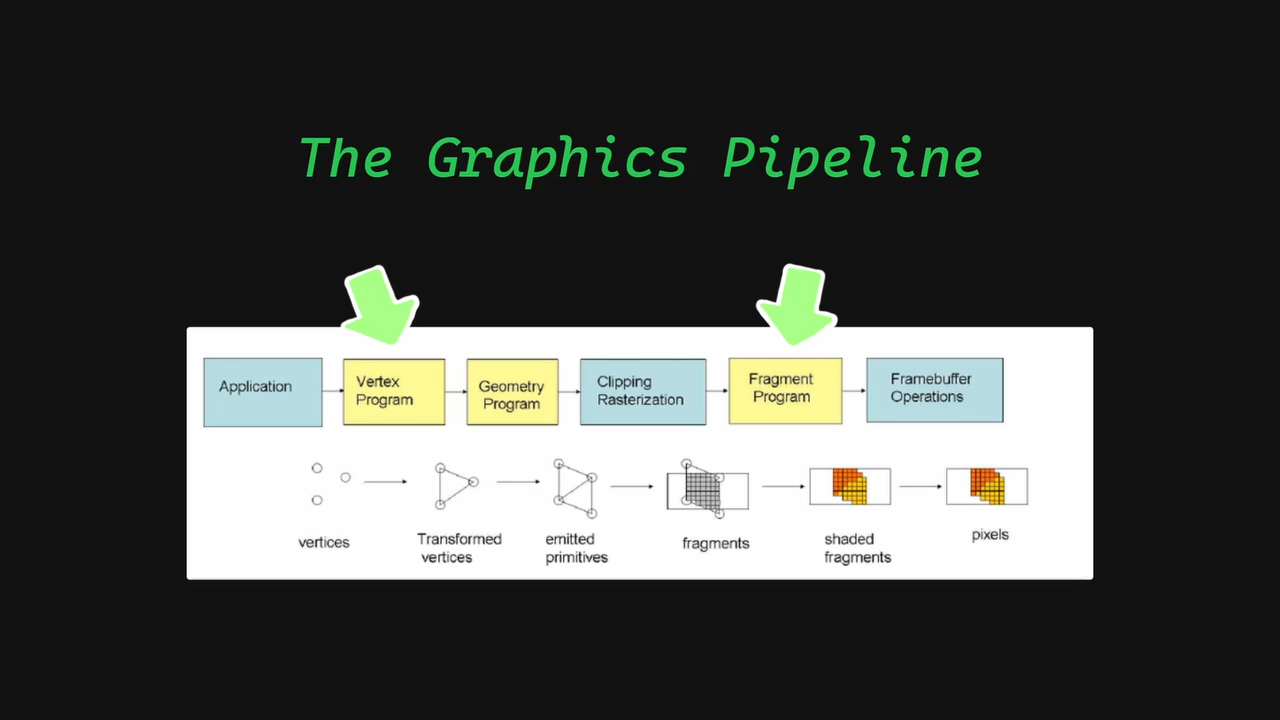 The Graphics Pipeline
Application
Vertex
Program
Geometry
Program
Clipping
Rasterization
Fragment
Program
Framebuffer
Operations
vertices
Transformed
vertices
emitted
primitives
fragments
shaded
fragments
pixels